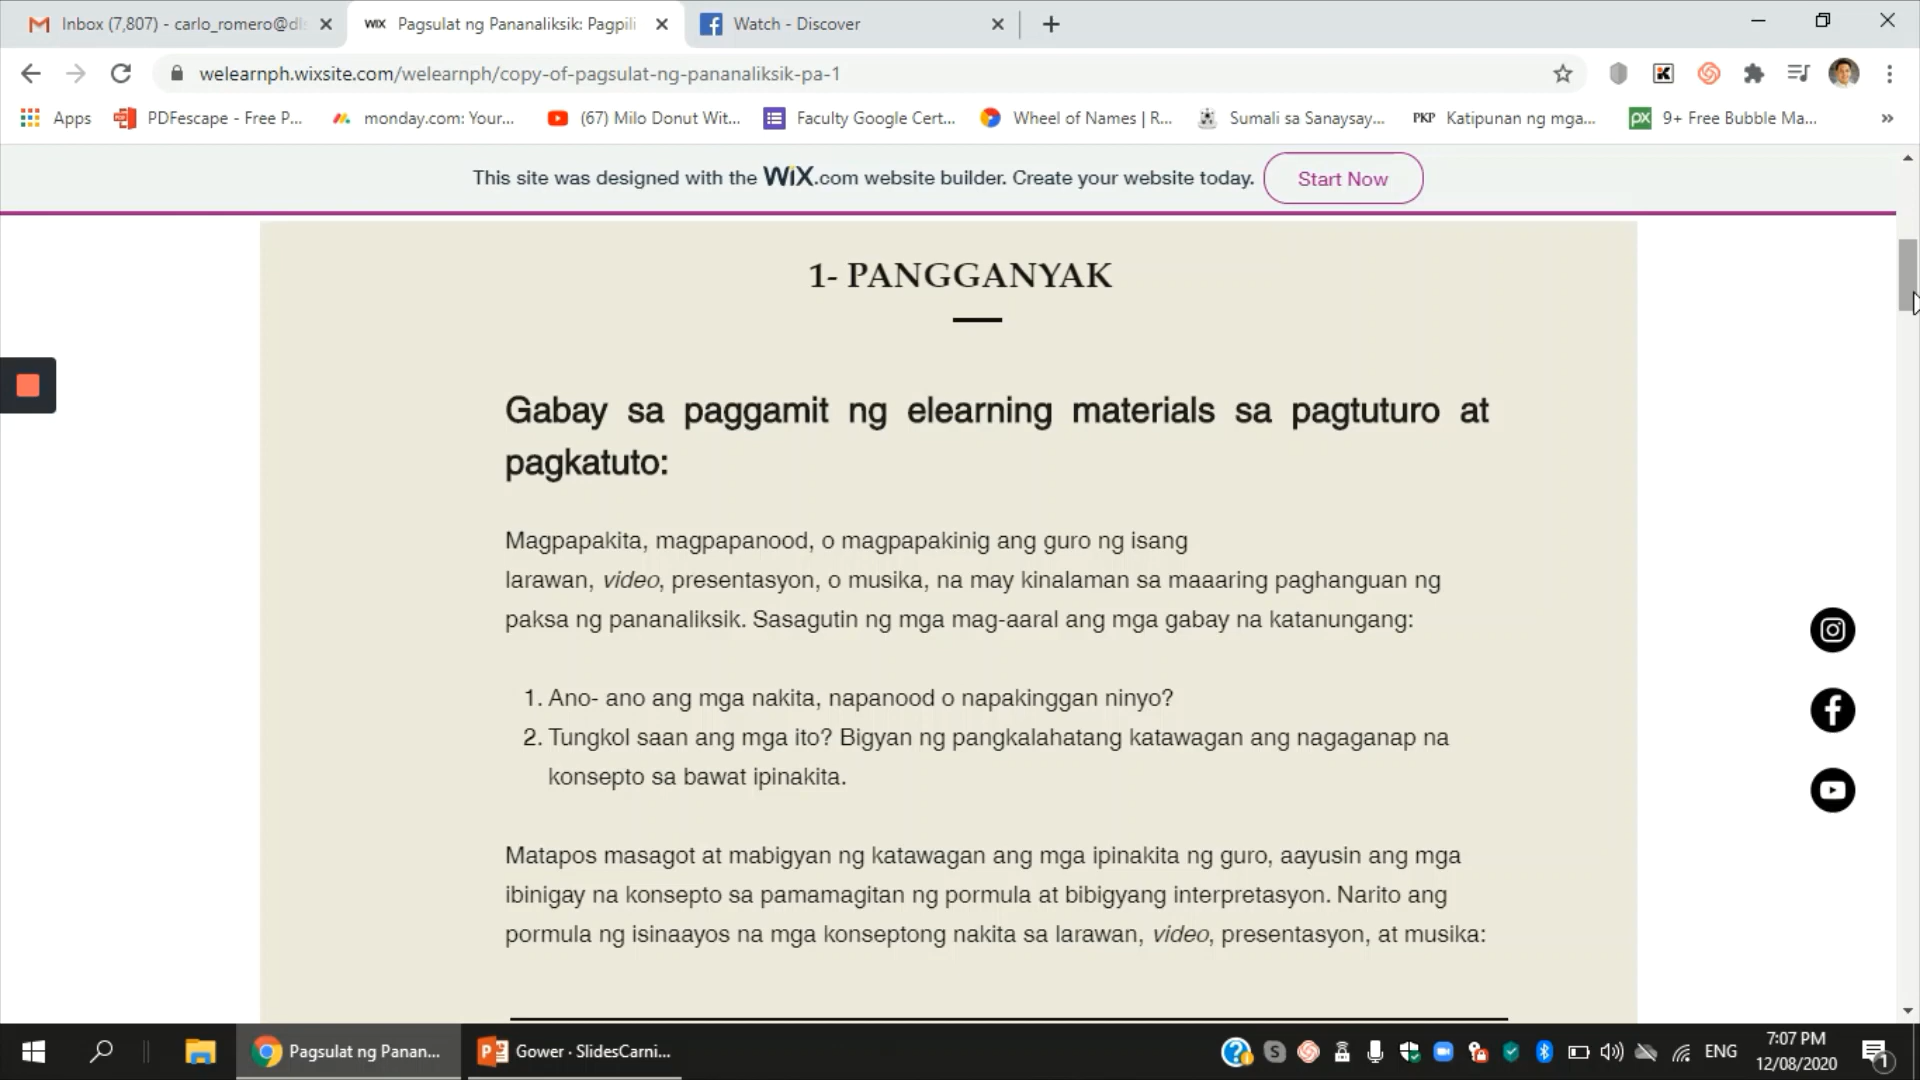 Inbox (7,807) - carlo_romero@dl
WiX Pagsulat ng Pananaliksik: Pagpili
Watch - Discover
welearnph.wixsite.com/welearnph/copy-of-pagsulat-ng-pananaliksik-pa-1
Apps PDFescape - Free P... monday.com: Your... (67) Milo Donut Wit... Faculty Google Cert... Wheel of Names | R... Sumali sa Sanaysay... PKP Katipunan ng mga... px 9+ Free Bubble Ma... »
This site was designed with the WiX.com website builder. Create your website today. Start Now
1- PANGGANYAK
Gabay sa paggamit ng elearning materials sa pagtuturo at
pagkatuto:
Magpapakita, magpapanood, o magpapakinig ang guro ng isang
larawan, video, presentasyon, o musika, na may kinalaman sa maaaring paghanguan ng
paksa ng pananaliksik. Sasagutin ng mga mag-aaral ang mga gabay na katanungang:
1. Ano- ano ang mga nakita, napanood o napakinggan ninyo?
2. Tungkol saan ang mga ito? Bigyan ng pangkalahatang katawagan ang nagaganap na
konsepto sa bawat ipinakita.
Matapos masagot at mabigyan ng katawagan ang mga ipinakita ng guro, aayusin ang mga
ibinigay na konsepto sa pamamagitan ng pormula at bibigyang interpretasyon. Narito ang
pormula ng isinaayos na mga konseptong nakita sa larawan, video, presentasyon, at musika:
Pagsulat ng Panan...
Gower · SlidesCarni...
ENG
7:07 PM
12/08/2020
1